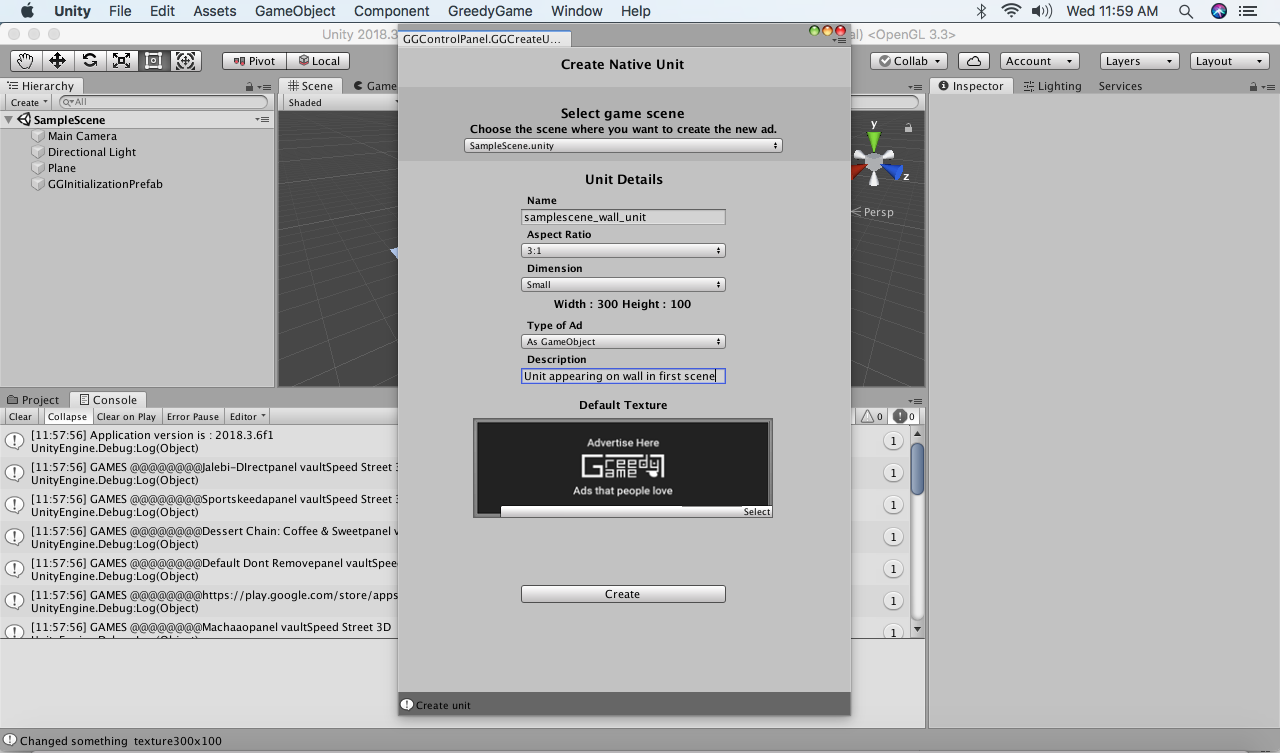 Unity File Edit Assets GameObject Component GreedyGame Window Help
Wed 11:59 AM
Unity 2018.3
al) <OpenGL 3.3>
Pivot Local
Collab
Account
Layers
Layout
Hierarchy
Create
All
SampleScene
Main Camera
Directional Light
Plane
GGInitializationPrefab
Scene
Game
Shaded
y
z
Persp
Inspector
Lighting
Services
GGControlPanel.GGCreateU...
Create Native Unit
Select game scene
Choose the scene where you want to create the new ad.
SampleScene.unity
Unit Details
Name
samplescene_wall_unit
Aspect Ratio
3:1
Dimension
Small
Width : 300 Height : 100
Type of Ad
As GameObject
Description
Unit appearing on wall in first scene
Default Texture
Advertise Here
Greedy
Game
Ads that people love
Select
Create
Create unit
Project
Console
Clear Collapse Clear on Play Error Pause Editor
0
0
[11:57:56] Application version is : 2018.3.6f1
UnityEngine.Debug:Log(Object)
1
[11:57:56] GAMES @@@@@@@@Jalebi-DIrectpanel vaultSpeed Street 3
UnityEngine.Debug:Log(Object)
1
[11:57:56] GAMES @@@@@@@@Sportskeedapanel vaultSpeed Street 3
UnityEngine.Debug:Log(Object)
1
[11:57:56] GAMES @@@@@@@@Dessert Chain: Coffee & Sweetpanel v
UnityEngine.Debug:Log(Object)
1
[11:57:56] GAMES @@@@@@@@Default Dont Removepanel vaultSpee
UnityEngine.Debug:Log(Object)
1
[11:57:56] GAMES @@@@@@@@https://play.google.com/store/apps
UnityEngine.Debug:Log(Object)
1
[11:57:56] GAMES @@@@@@@@Machaaopanel vaultSpeed Street 3D
1
Changed something texture300x100